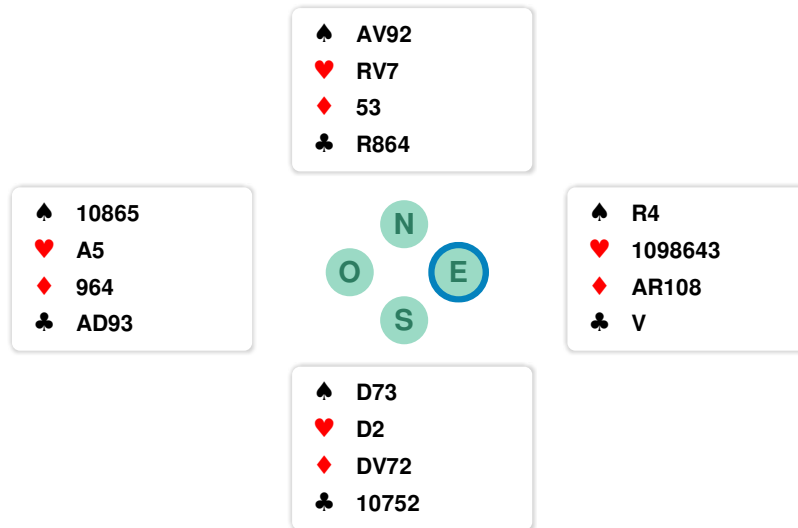 ♠ AV92
♥ RV7
♦ 53
♣ R864
♠ 10865
♥ A5
♦ 964
♣ AD93
N
O
E
S
♠ R4
♥ 1098643
♦ AR108
♣ V
♠ D73
♥ D2
♦ DV72
♣ 10752